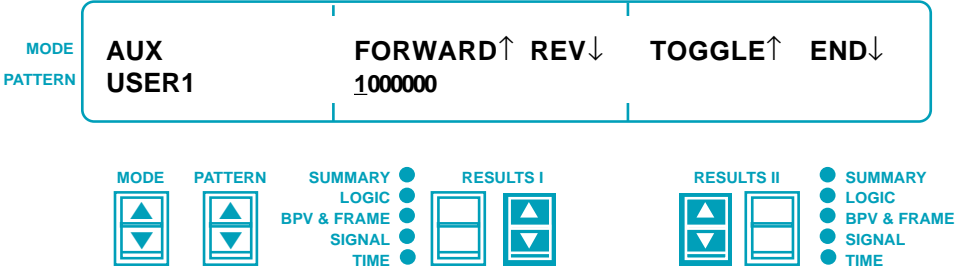 MODE AUX FORWARD↑ REV↓ TOGGLE↑ END↓
PATTERN USER1 1000000
MODE PATTERN SUMMARY RESULTS I RESULTS II SUMMARY
LOGIC LOGIC
BPV & FRAME BPV & FRAME
SIGNAL SIGNAL
TIME TIME